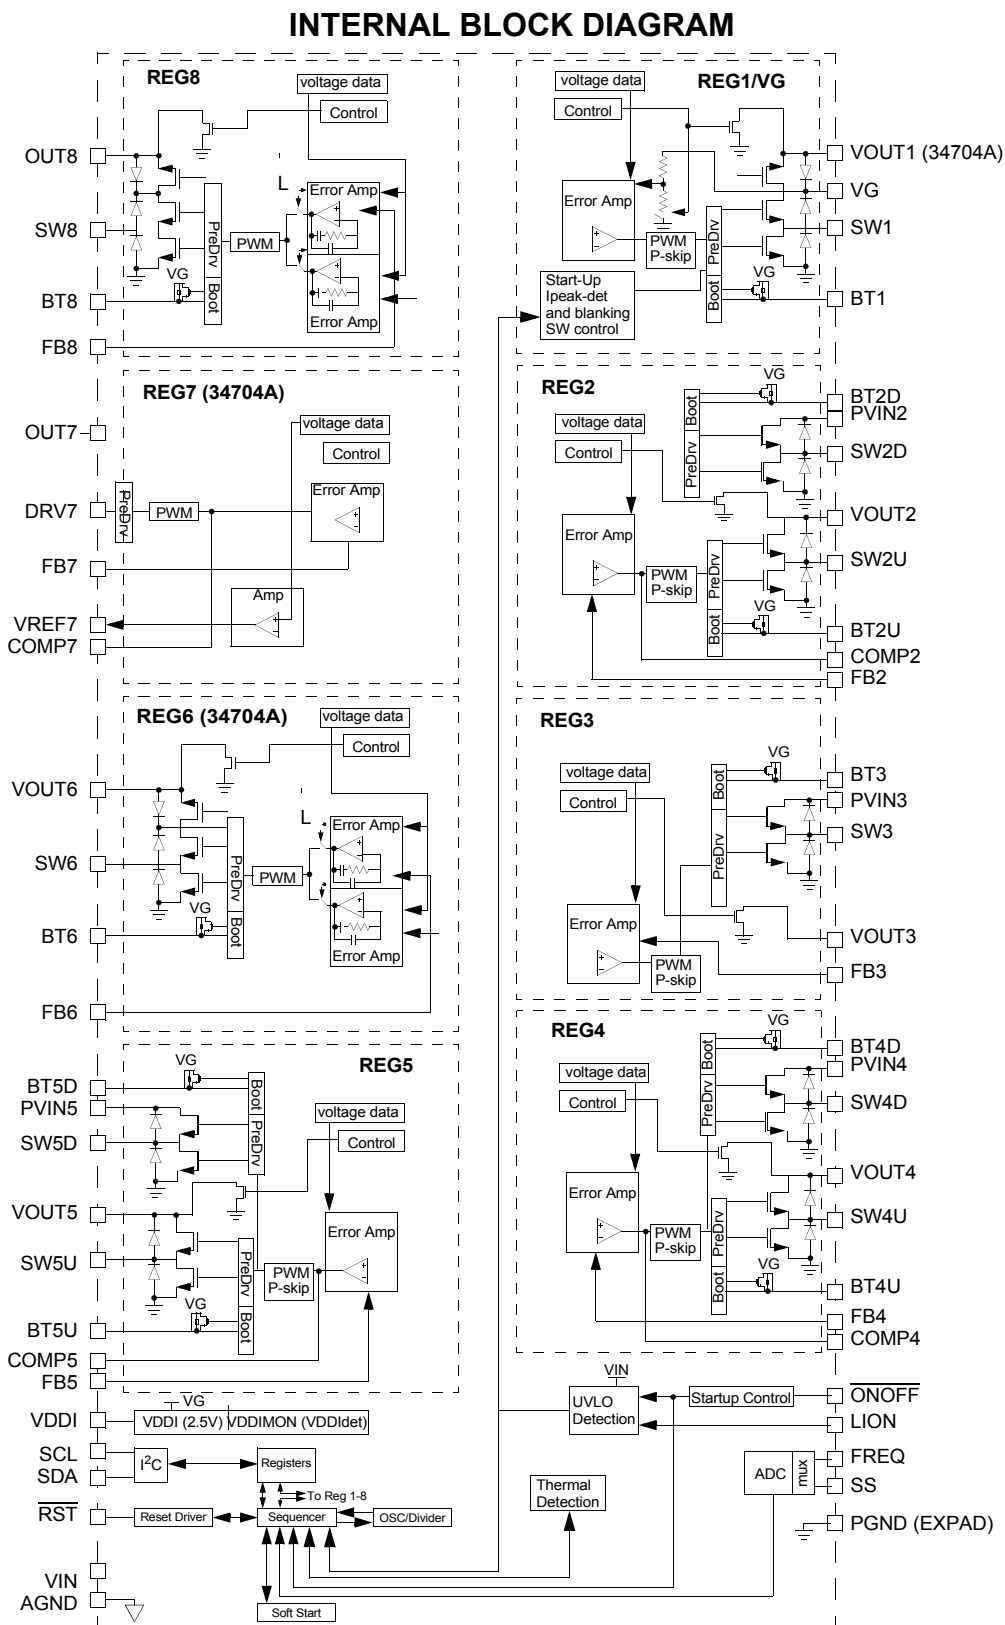 INTERNAL BLOCK DIAGRAM
REG8
voltage data
Control
OUT8
L
Error Amp
SW8
PreDrv
PWM
VG
BT8
Boot
Error Amp
FB8
REG7 (34704A)
voltage data
Control
OUT7
Error Amp
DRV7
PreDrv
PWM
FB7
Amp
VREF7
COMP7
REG6 (34704A)
voltage data
Control
VOUT6
L
Error Amp
SW6
PreDrv
PWM
VG
BT6
Boot
Error Amp
FB6
REG5
VG
BT5D
Boot
PVIN5
voltage data
SW5D
PreDrv
Control
VOUT5
Error Amp
SW5U
PreDrv
PWM
P-skip
VG
BT5U
Boot
COMP5
FB5
VG
VDDI
VDDI (2.5V)
VDDIMON (VDDIdet)
SCL
SDA
I2C
Registers
To Reg 1-8
RST
Reset Driver
Sequencer
OSC/Divider
VIN
AGND
Soft Start
voltage data
REG1/VG
Control
VOUT1 (34704A)
VG
Error Amp
SW1
PWM
P-skip
PreDrv
Start-Up
Ipeak-det
and blanking
SW control
Boot
VG
BT1
REG2
VG
BT2D
Boot
PVIN2
voltage data
Control
PreDrv
SW2D
VOUT2
Error Amp
SW2U
PWM
P-skip
PreDrv
VG
Boot
BT2U
COMP2
FB2
REG3
VG
BT3
Boot
voltage data
Control
PVIN3
SW3
PreDrv
Error Amp
VOUT3
PWM
P-skip
FB3
REG4
VG
BT4D
Boot
PVIN4
voltage data
Control
PreDrv
SW4D
VOUT4
Error Amp
SW4U
PWM
P-skip
PreDrv
VG
Boot
BT4U
FB4
COMP4
VIN
UVLO
Detection
Startup Control
ONOFF
LION
FREQ
ADC
mux
SS
Thermal
Detection
PGND (EXPAD)